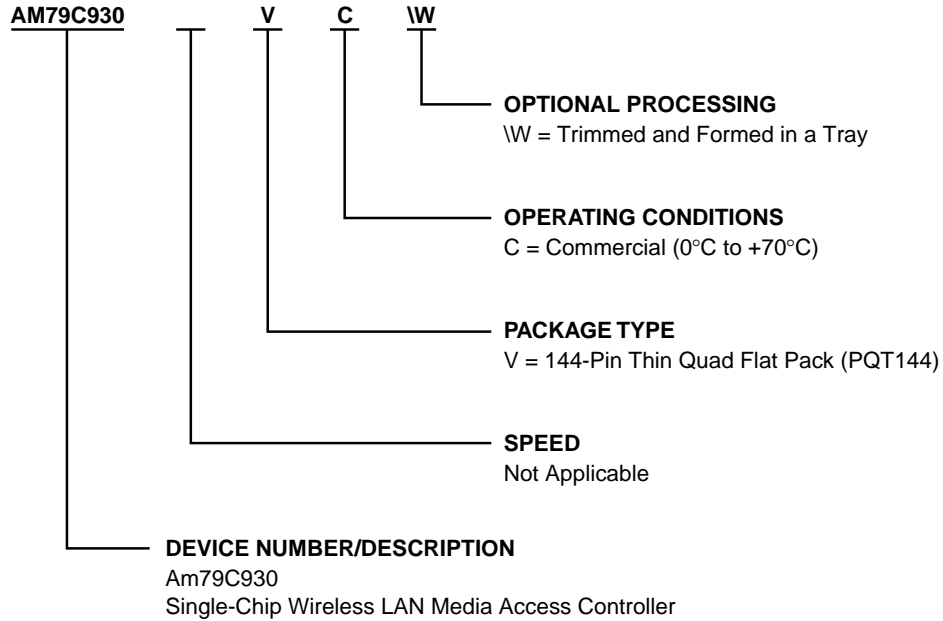 AM79C930 V C \W
OPTIONAL PROCESSING
\W = Trimmed and Formed in a Tray
OPERATING CONDITIONS
C = Commercial (0°C to +70°C)
PACKAGE TYPE
V = 144-Pin Thin Quad Flat Pack (PQT144)
SPEED
Not Applicable
DEVICE NUMBER/DESCRIPTION
Am79C930
Single-Chip Wireless LAN Media Access Controller